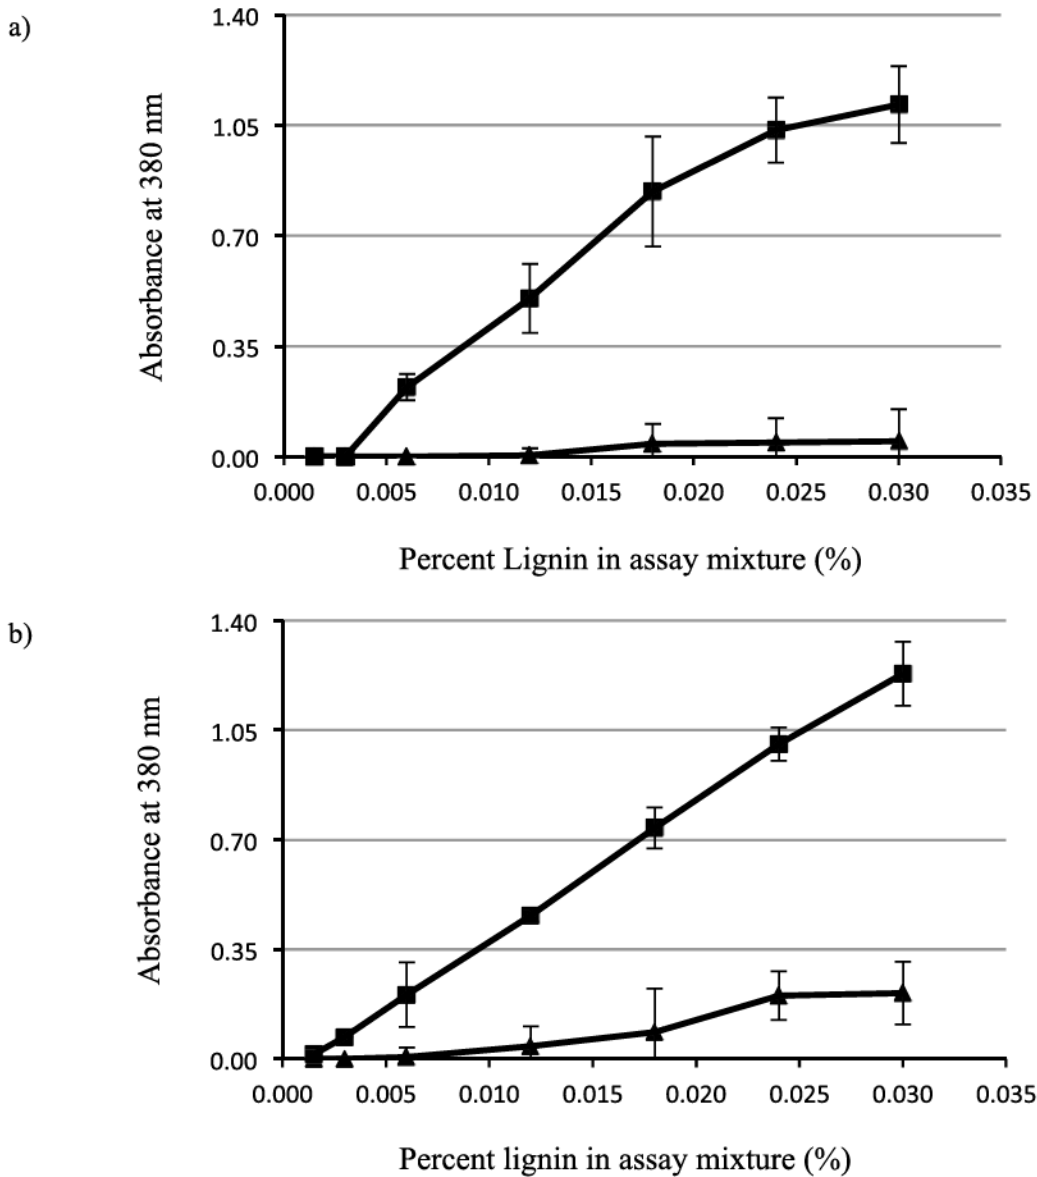 a)
Absorbance at 380 nm
1.40
1.05
0.70
0.35
0.00
0.000 0.005 0.010 0.015 0.020 0.025 0.030 0.035
Percent Lignin in assay mixture (%)
b)
Absorbance at 380 nm
1.40
1.05
0.70
0.35
0.00
0.000 0.005 0.010 0.015 0.020 0.025 0.030 0.035
Percent lignin in assay mixture (%)